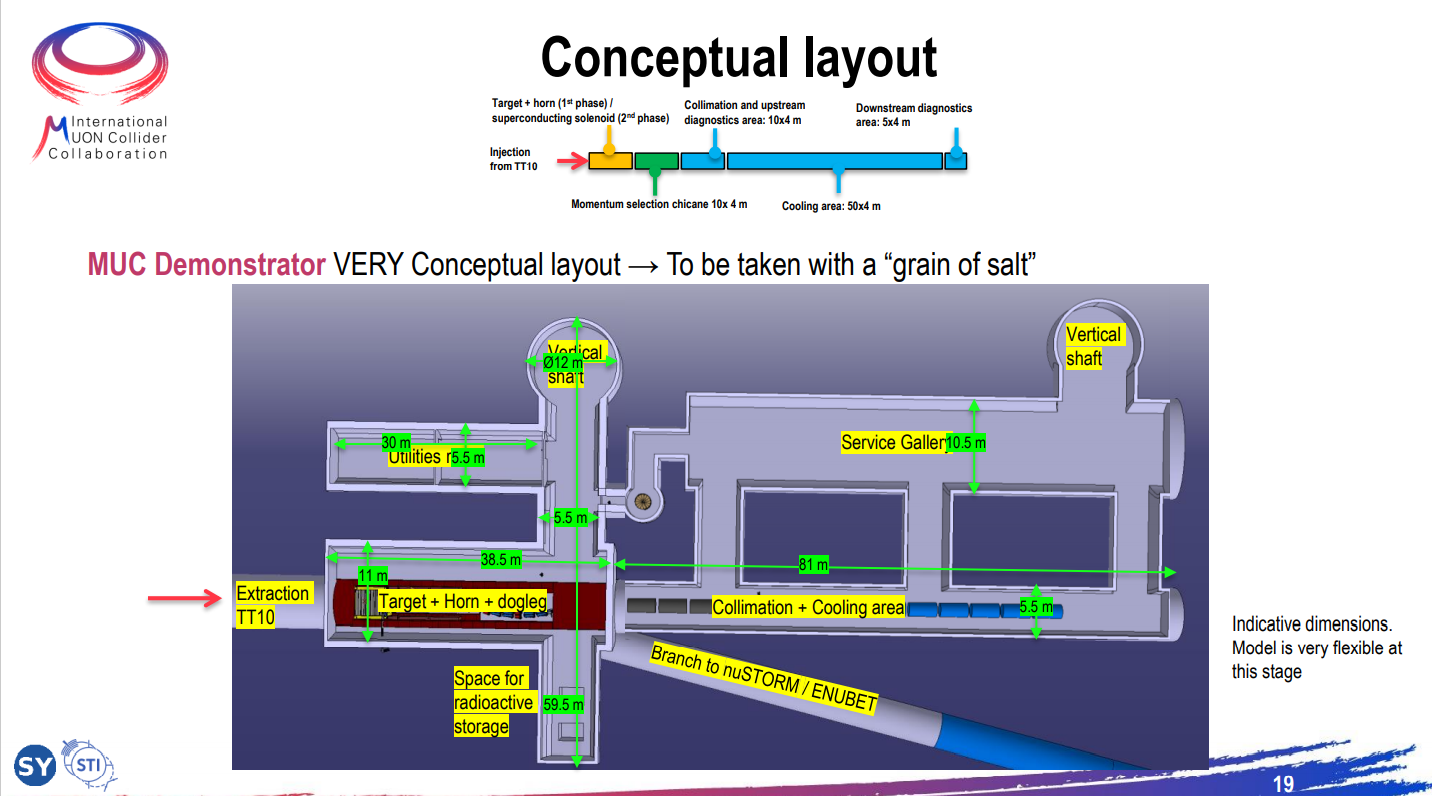 International
MUON Collider
Collaboration
Conceptual layout
Target + horn (1st phase) /
superconducting solenoid (2nd phase)
Collimation and upstream
diagnostics area: 10x4 m
Downstream diagnostics
area: 5x4 m
Injection
from TT10
Momentum selection chicane 10x 4 m
Cooling area: 50x4 m
MUC Demonstrator VERY Conceptual layout → To be taken with a “grain of salt”
Vertical
shaft
Ø12 m
Vertical
shaft
30 m
Utilities
5.5 m
Service Gallery
10.5 m
5.5 m
38.5 m
81 m
11 m
Extraction
TT10
Target + Horn + dogleg
Collimation + Cooling area
5.5 m
Branch to nuSTORM / ENUBET
Space for
radioactive
storage
59.5 m
Indicative dimensions.
Model is very flexible at
this stage
SY
STI
19